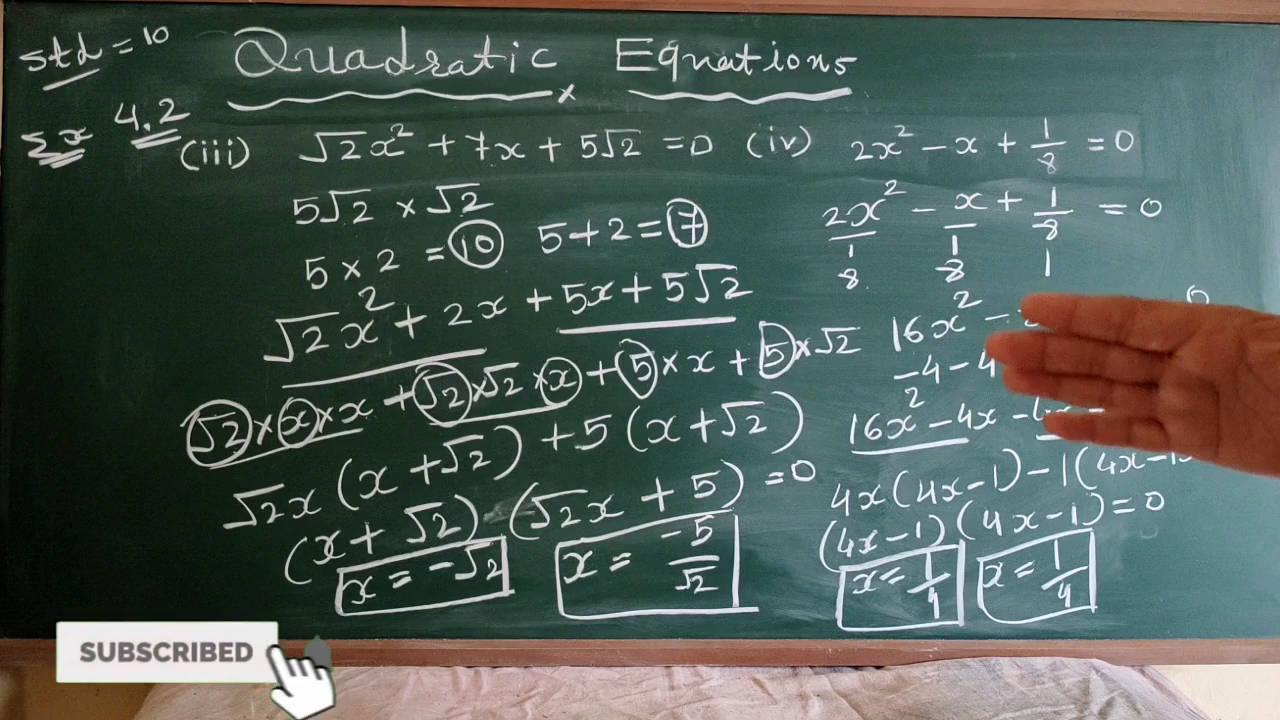 Std = 10
Quadratic Equations
Ex 4.2
(iii) √2x² + 7x + 5√2 = 0
5√2 × √2
5 × 2 = 10 5 + 2 = 7
√2x² + 2x + 5x + 5√2
√2 × x × x + √2 × √2 × x + 5 × x + 5 × √2
√2x (x + √2) + 5 (x + √2)
(x + √2) (√2x + 5) = 0
x = -√2 x = -5/√2
(iv) 2x² - x + 1/8 = 0
2x²/1 - x/1 + 1/8 = 0
8 8 1
16x² - 0
-4 - 4
16x² - 4x - 4x
4x(4x - 1) - 1(4x - 1)
(4x - 1) (4x - 1) = 0
x = 1/4 x = 1/4
SUBSCRIBED